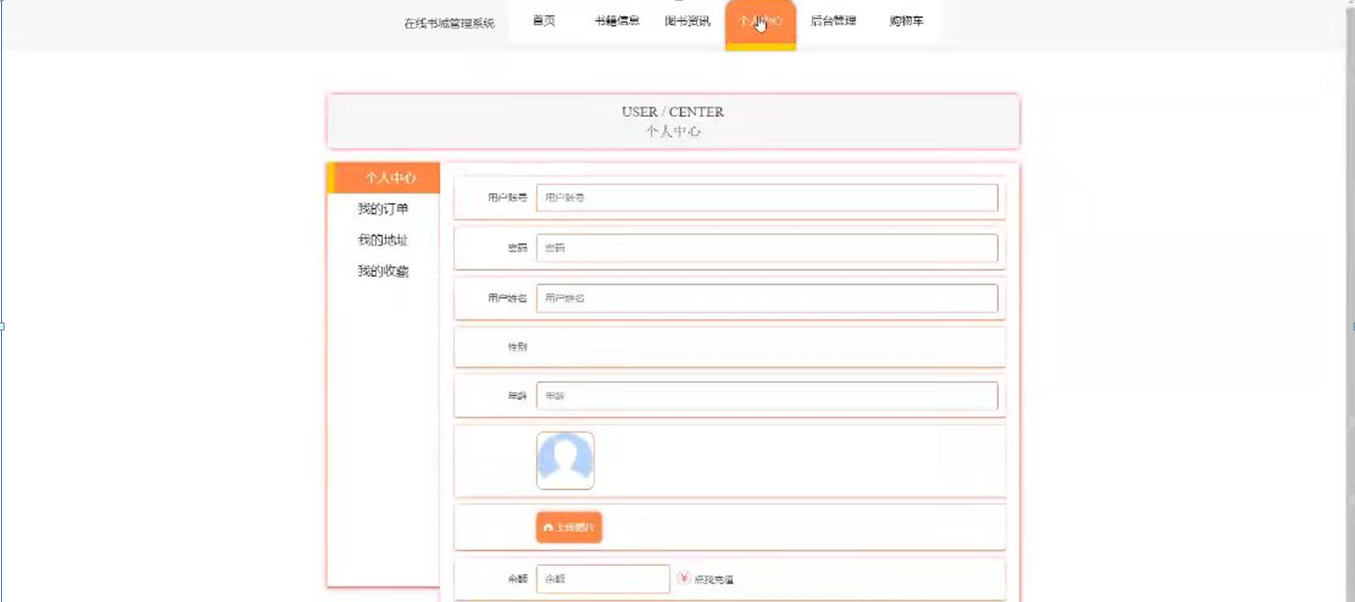 在线书城管理系统 首页 书籍信息 图书资讯 个人中心 后台管理 购物车
USER / CENTER
个人中心
个人中心
我的订单
我的地址
我的收藏
用户账号 用户账号
密码 密码
用户姓名 用户姓名
性别
年龄 年龄
上传图片
余额 余额 ¥ 点我充值